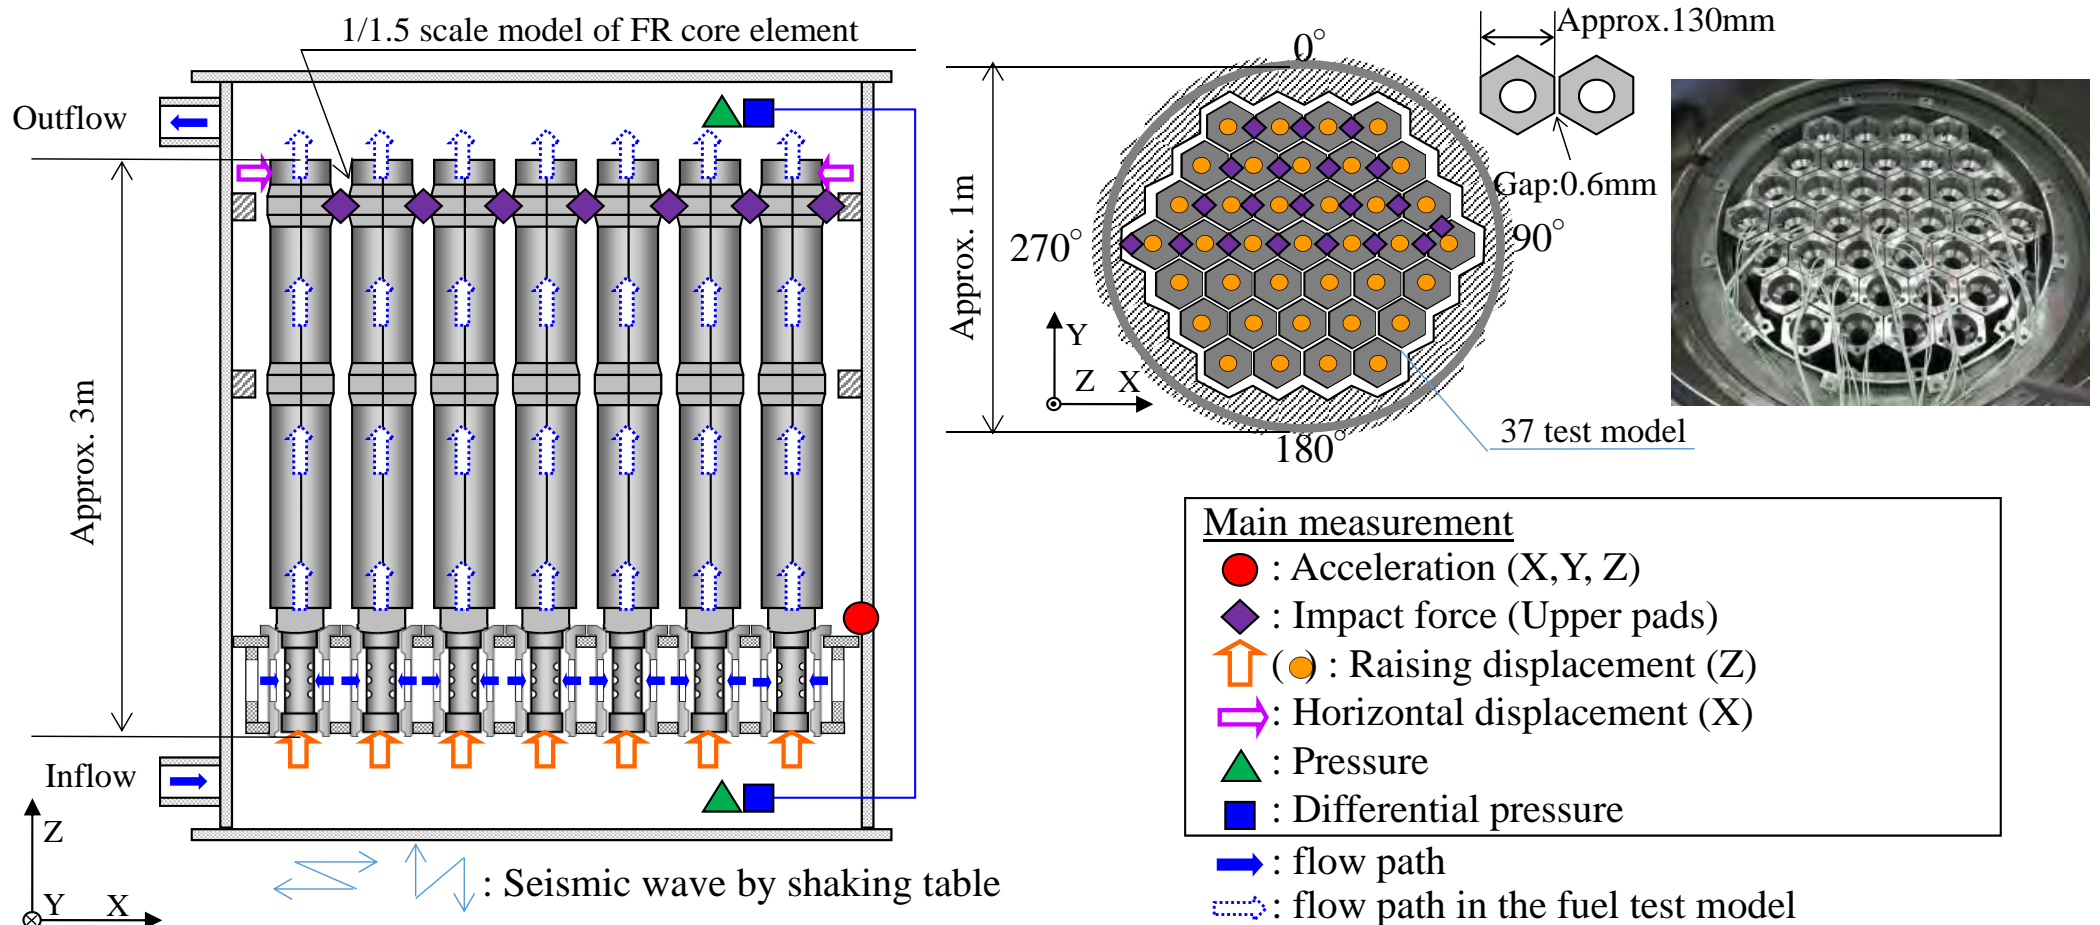 1/1.5 scale model of FR core element
Outflow
Approx. 3m
Inflow
Z
Y
X
: Seismic wave by shaking table
Approx. 1m
0°
90°
180°
270°
Y
Z
X
Approx.130mm
Gap:0.6mm
37 test model
Main measurement
: Acceleration (X,Y, Z)
: Impact force (Upper pads)
( ) : Raising displacement (Z)
: Horizontal displacement (X)
: Pressure
: Differential pressure
: flow path
: flow path in the fuel test model